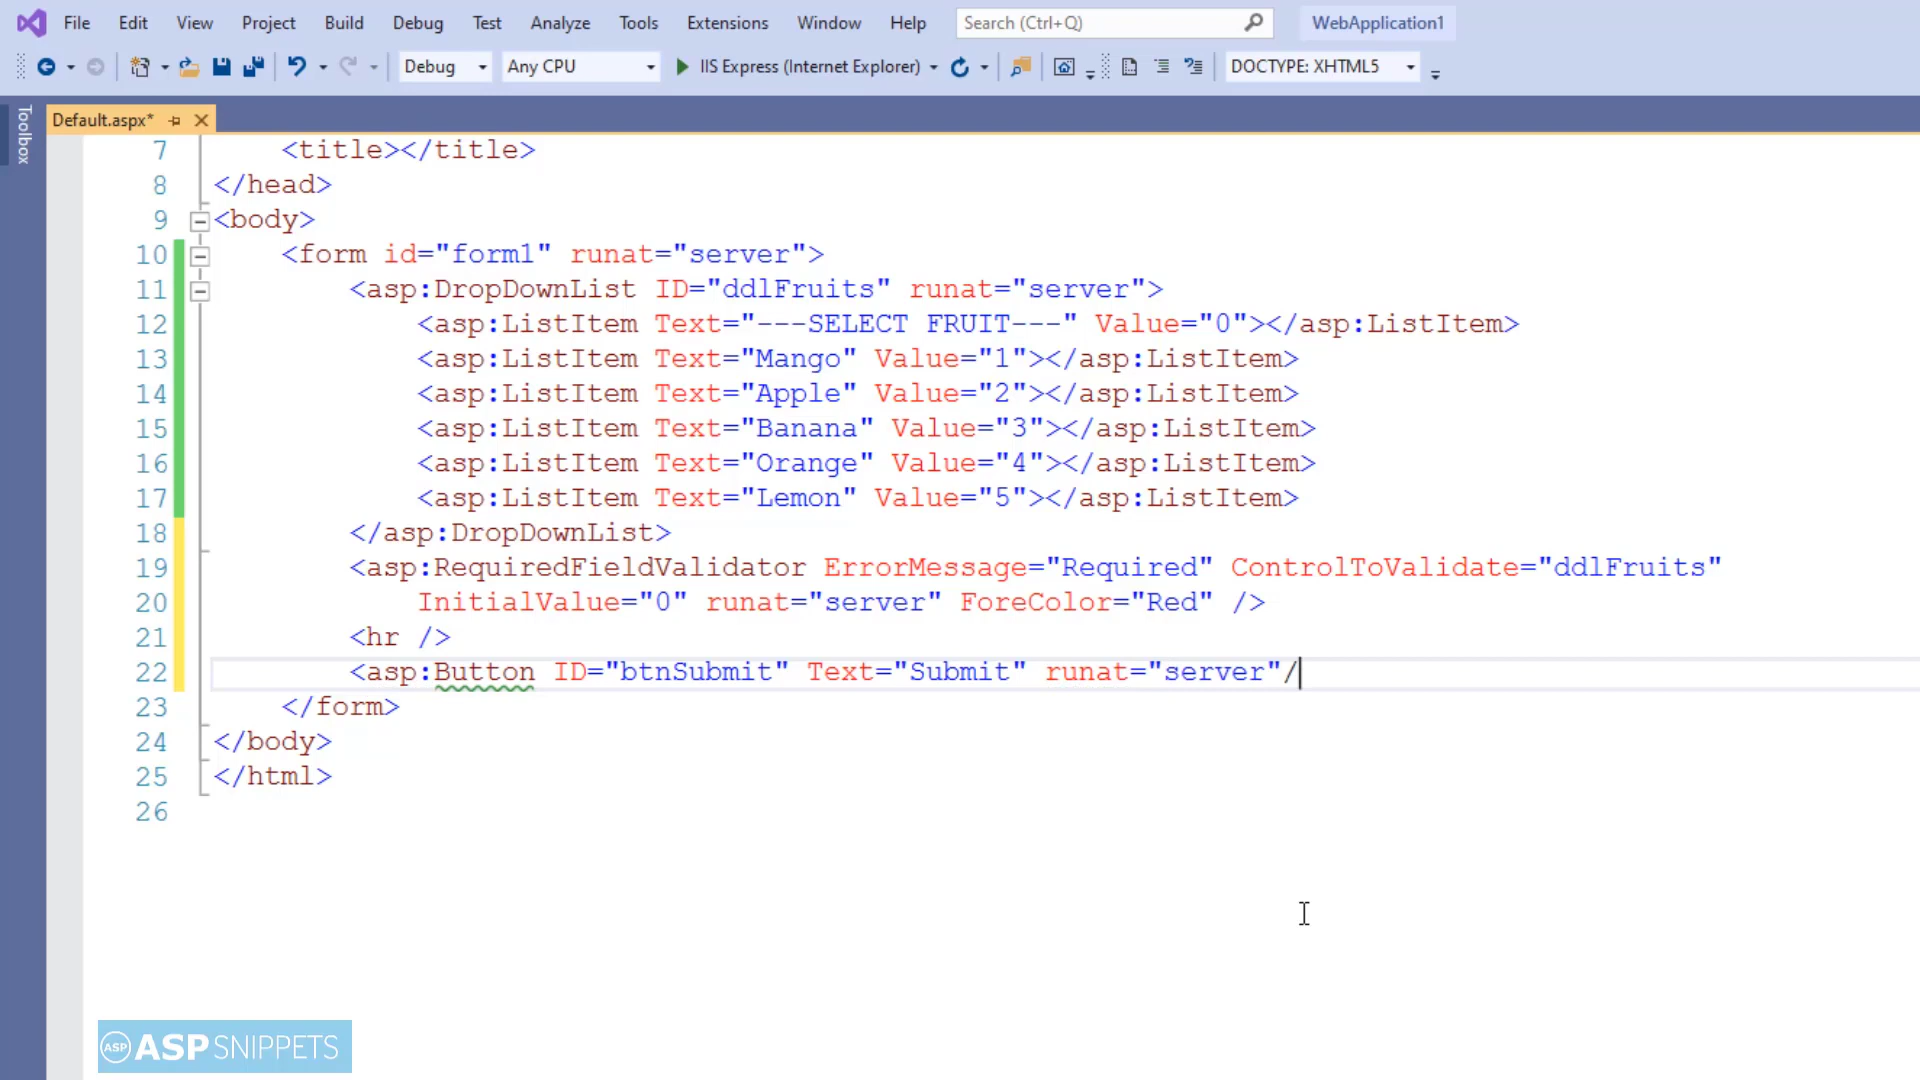 File Edit View Project Build Debug Test Analyze Tools Extensions Window Help Search (Ctrl+Q) WebApplication1
Debug Any CPU IIS Express (Internet Explorer) DOCTYPE: XHTML5
Toolbox
Default.aspx*
7 <title></title>
8 </head>
9 <body>
10 <form id="form1" runat="server">
11 <asp:DropDownList ID="ddlFruits" runat="server">
12 <asp:ListItem Text="---SELECT FRUIT---" Value="0"></asp:ListItem>
13 <asp:ListItem Text="Mango" Value="1"></asp:ListItem>
14 <asp:ListItem Text="Apple" Value="2"></asp:ListItem>
15 <asp:ListItem Text="Banana" Value="3"></asp:ListItem>
16 <asp:ListItem Text="Orange" Value="4"></asp:ListItem>
17 <asp:ListItem Text="Lemon" Value="5"></asp:ListItem>
18 </asp:DropDownList>
19 <asp:RequiredFieldValidator ErrorMessage="Required" ControlToValidate="ddlFruits"
20 InitialValue="0" runat="server" ForeColor="Red" />
21 <hr />
22 <asp:Button ID="btnSubmit" Text="Submit" runat="server"/
23 </form>
24 </body>
25 </html>
26
ASP ASPSNIPPETS